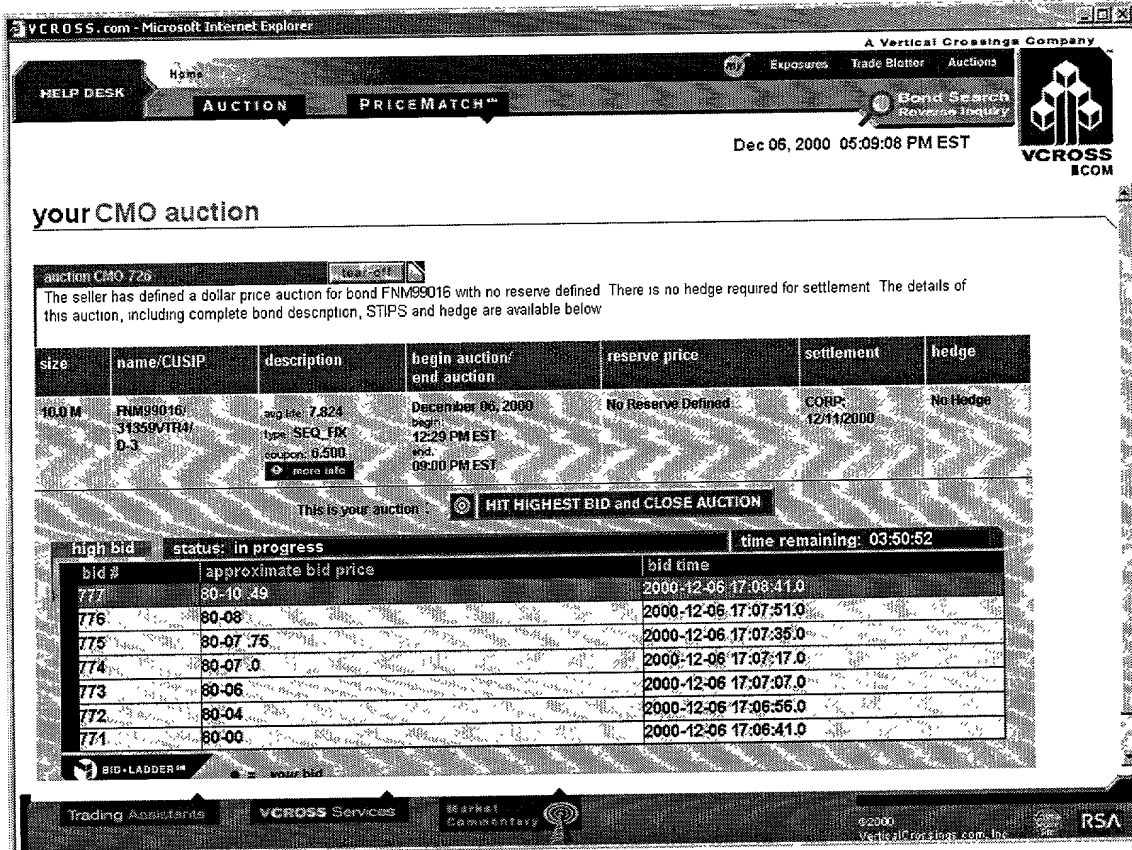 VCROSS.com - Microsoft Internet Explorer
A Vertical Crossings Company
Home
my Exposures Trade Blotter Auctions
HELP DESK
AUCTION PRICEMATCH℠
Bond Search
Reverse Inquiry
Dec 06, 2000 05:09:08 PM EST
VCROSS
.COM
your CMO auction
auction CMO 726 tear-off
The seller has defined a dollar price auction for bond FNM99016 with no reserve defined There is no hedge required for settlement The details of
this auction, including complete bond description, STIPS and hedge are available below
size name/CUSIP description begin auction/ reserve price settlement hedge
end auction
10.0 M FNM99016/ avg life: 7.824 December 06, 2000 No Reserve Defined CORP: No Hedge
31359VTR4/ type: SEQ_FIX begin: 12/11/2000
D-3 coupon: 6.500 12:29 PM EST
more info end:
09:00 PM EST
This is your auction. HIT HIGHEST BID and CLOSE AUCTION
high bid status: in progress time remaining: 03:50:52
bid # approximate bid price bid time
777 80-10 .49 2000-12-06 17:08:41.0
776 80-08 2000-12-06 17:07:51.0
775 80-07 .75 2000-12-06 17:07:35.0
774 80-07 .0 2000-12-06 17:07:17.0
773 80-06 2000-12-06 17:07:07.0
772 80-04 2000-12-06 17:06:56.0
771 80-00 2000-12-06 17:06:41.0
BID•LADDER℠ = your bid
Trading Assistants VCROSS Services Market
Commentary
©2000
VerticalCrossings.com, Inc
RSA